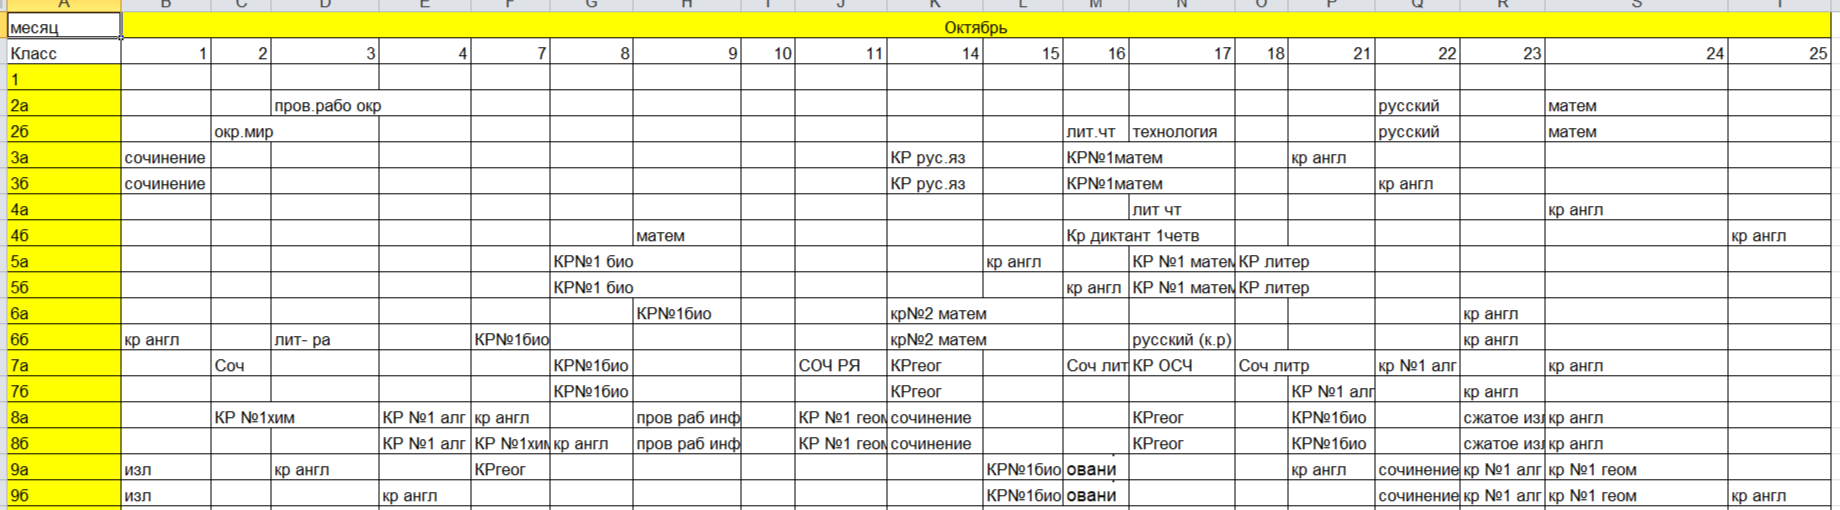 A B C D E F G H I J K L M N O P Q R S T
месяц Октябрь
Класс 1 2 3 4 7 8 9 10 11 14 15 16 17 18 21 22 23 24 25
1
2а пров.рабо окр русский матем
2б окр.мир лит.чт технология русский матем
3а сочинение КР рус.яз КР№1матем кр англ
3б сочинение КР рус.яз КР№1матем кр англ
4а лит чт кр англ
4б матем Кр диктант 1четв кр англ
5а КР№1 био кр англ КР №1 матем КР литер
5б КР№1 био кр англ КР №1 матем КР литер
6а КР№1био кр№2 матем кр англ
6б кр англ лит- ра КР№1био кр№2 матем русский (к.р) кр англ
7а Соч КР№1био СОЧ РЯ КРгеог Соч лит КР ОСЧ Соч литр кр №1 алг кр англ
7б КР№1био КРгеог КР №1 алг кр англ
8а КР №1хим КР №1 алг кр англ пров раб инф КР №1 геом сочинение КРгеог КР№1био сжатое изл кр англ
8б КР №1 алг КР №1хим кр англ пров раб инф КР №1 геом сочинение КРгеог КР№1био сжатое изл кр англ
9а изл кр англ КРгеог КР№1био овани кр англ сочинение кр №1 алг кр №1 геом
9б изл кр англ КР№1био овани сочинение кр №1 алг кр №1 геом кр англ